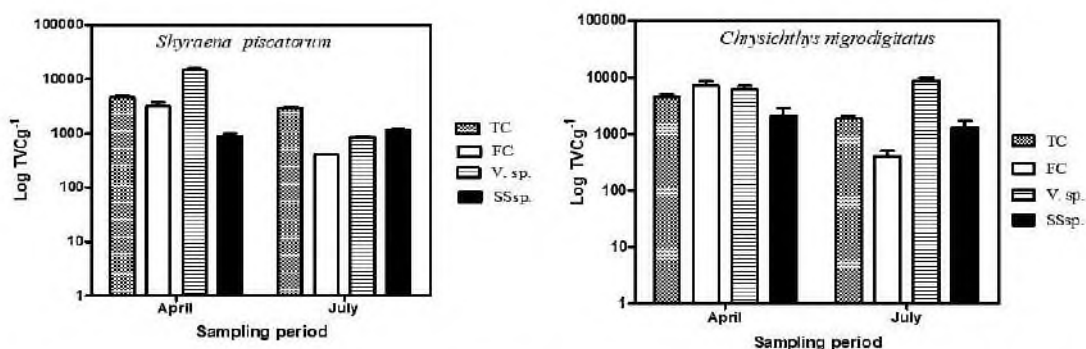 Shyraena piscatorum
Log TVCg-1
100000
10000
1000
100
10
1
April
July
Sampling period
TC
FC
V. sp.
SSsp.
Chrysichthys nigrodigitatus
Log TVCg-1
100000
10000
1000
100
10
1
April
July
Sampling period
TC
FC
V. sp.
SSsp.